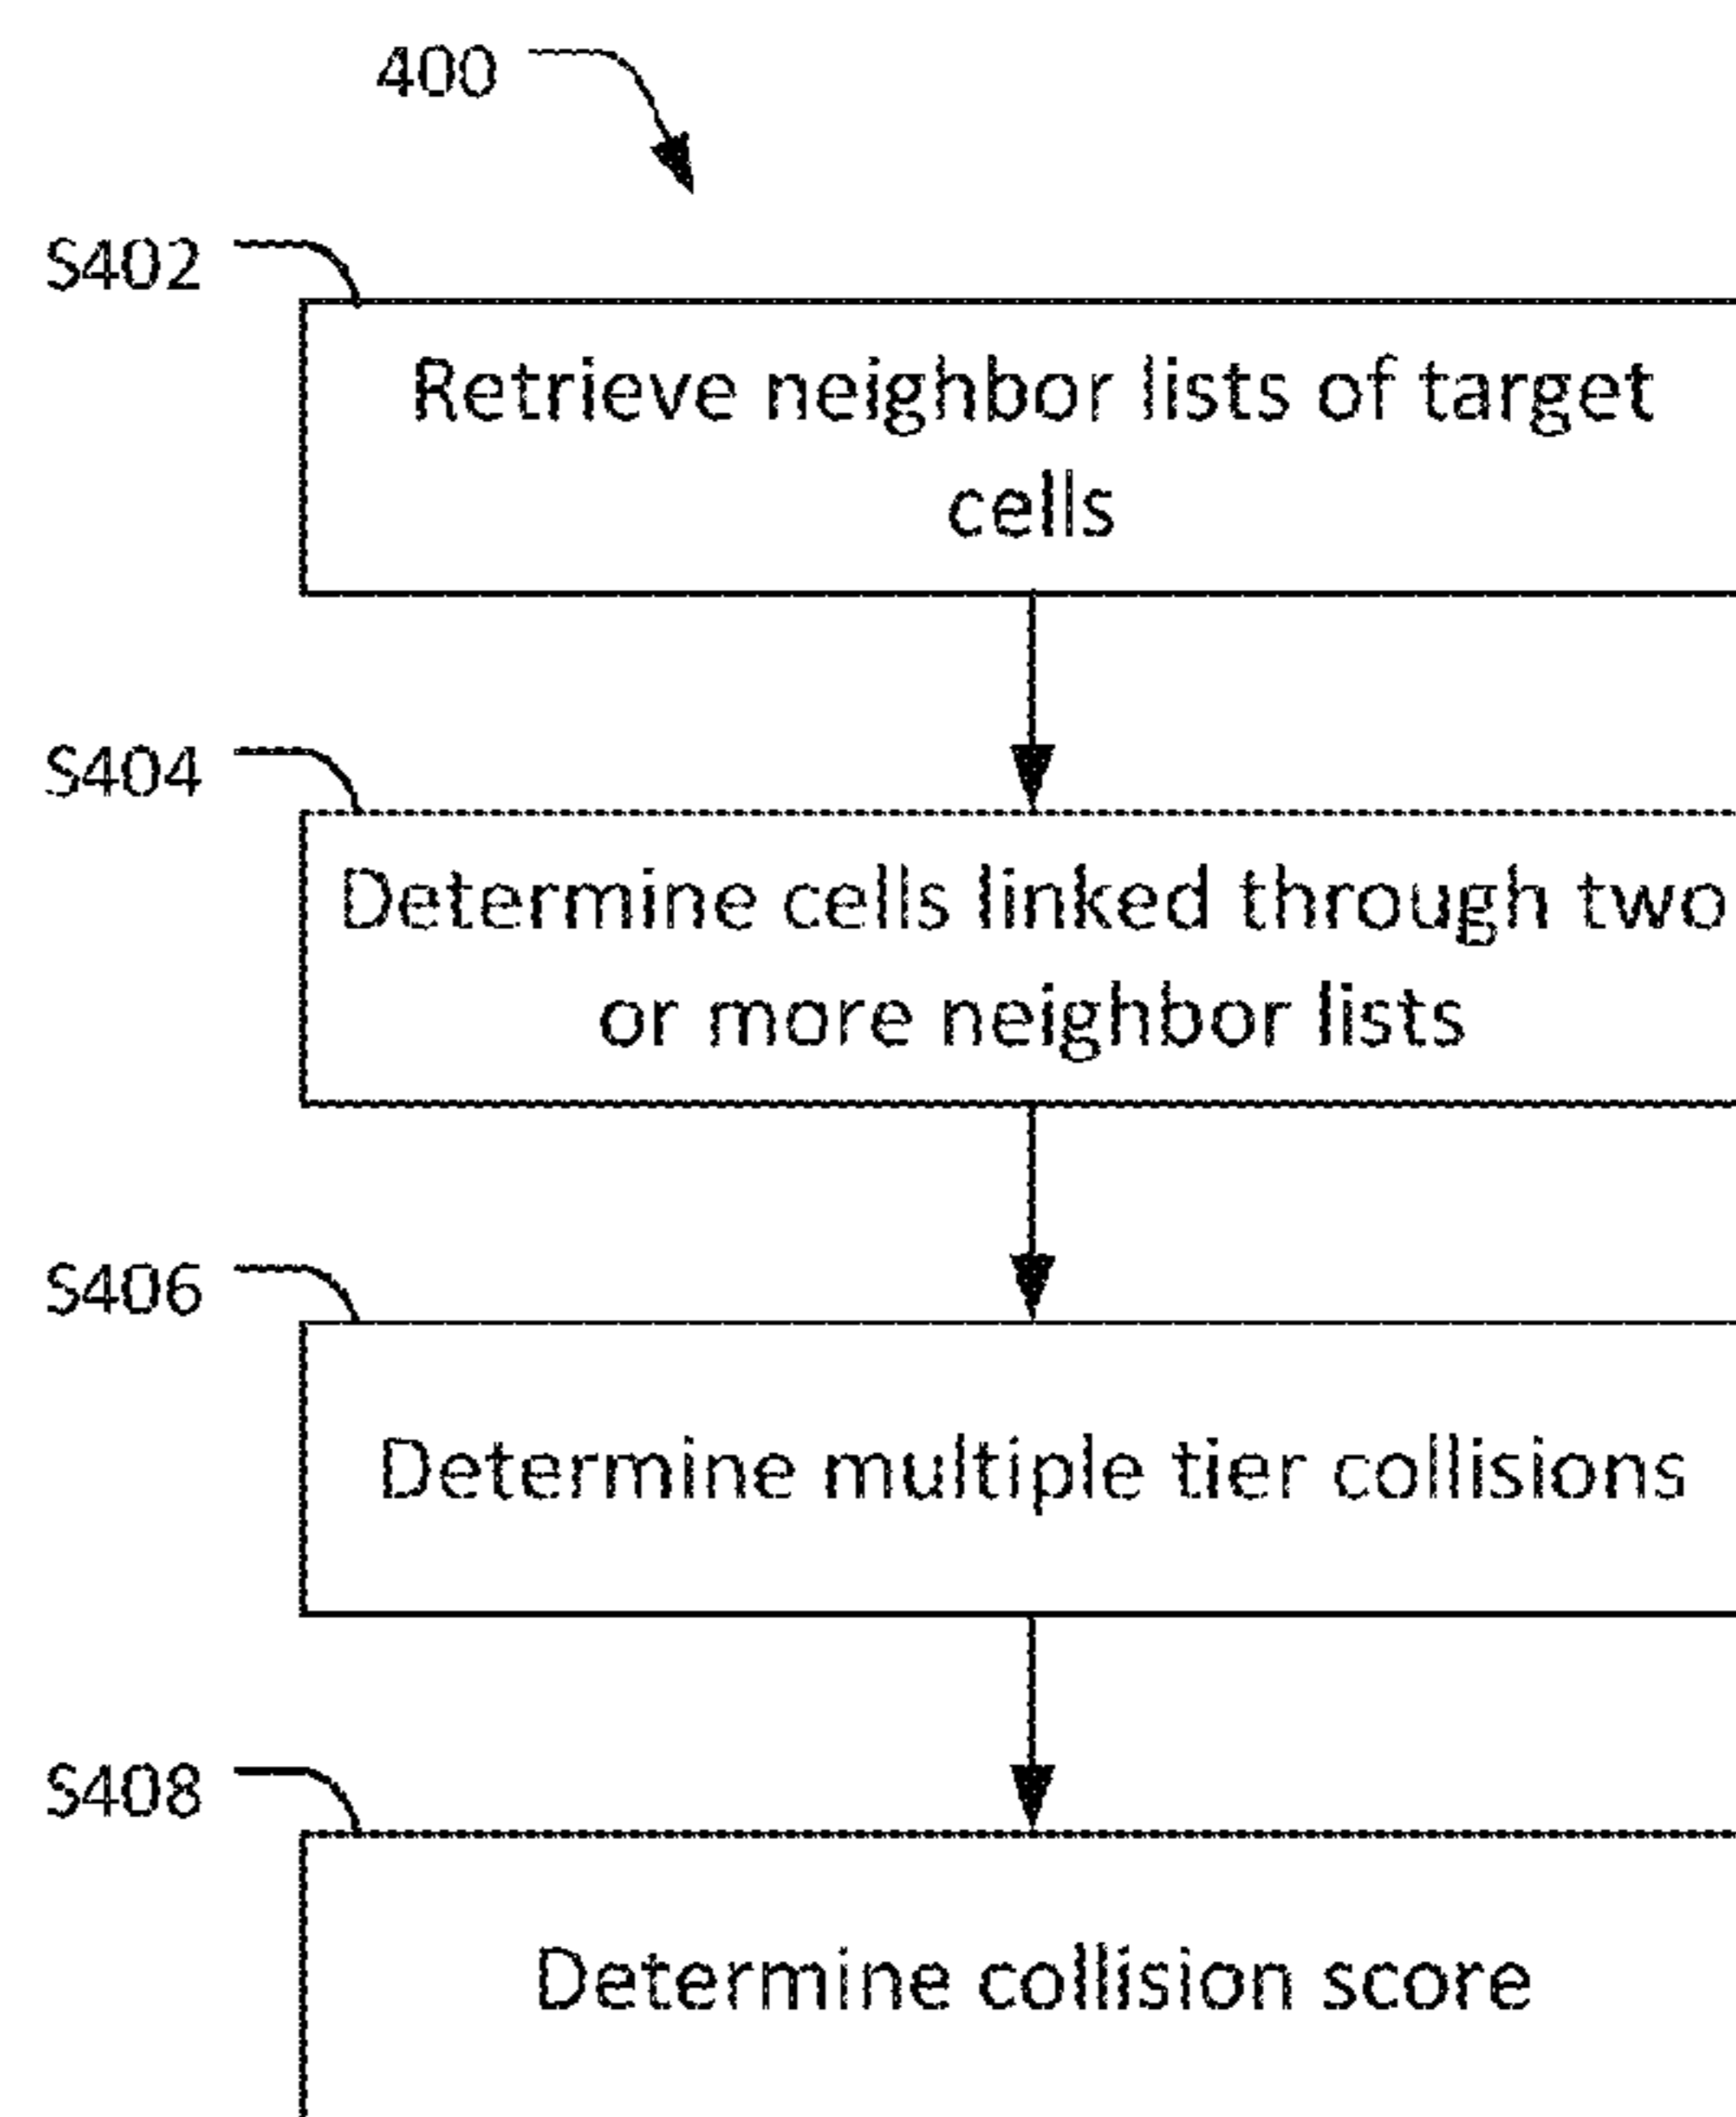 400
S402
Retrieve neighbor lists of target
cells
S404
Determine cells linked through two
or more neighbor lists
S406
Determine multiple tier collisions
S408
Determine collision score